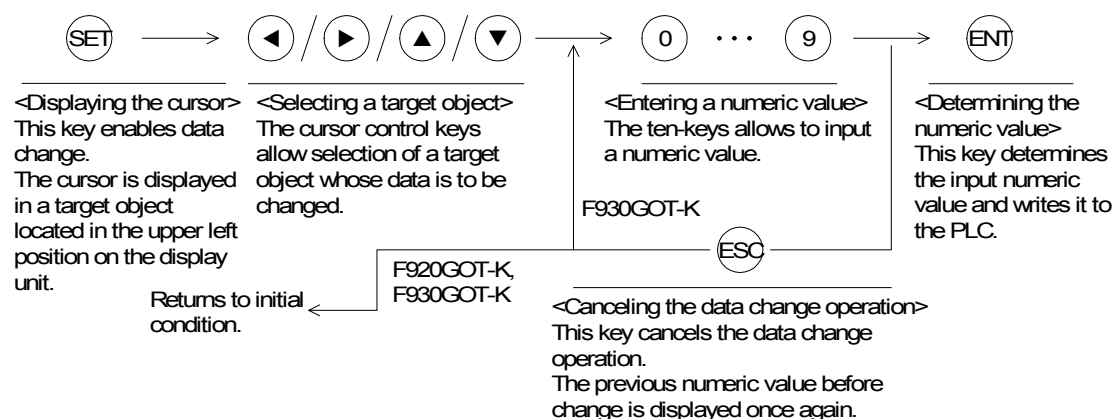 SET
0 ... 9
ENT
<Displaying the cursor>
This key enables data
change.
The cursor is displayed
in a target object
located in the upper left
position on the display
unit.
<Selecting a target object>
The cursor control keys
allow selection of a target
object whose data is to be
changed.
<Entering a numeric value>
The ten-keys allows to input
a numeric value.
<Determining the
numeric value>
This key determines
the input numeric
value and writes it to
the PLC.
F930GOT-K
ESC
F920GOT-K,
F930GOT-K
Returns to initial
condition.
<Canceling the data change operation>
This key cancels the data change
operation.
The previous numeric value before
change is displayed once again.